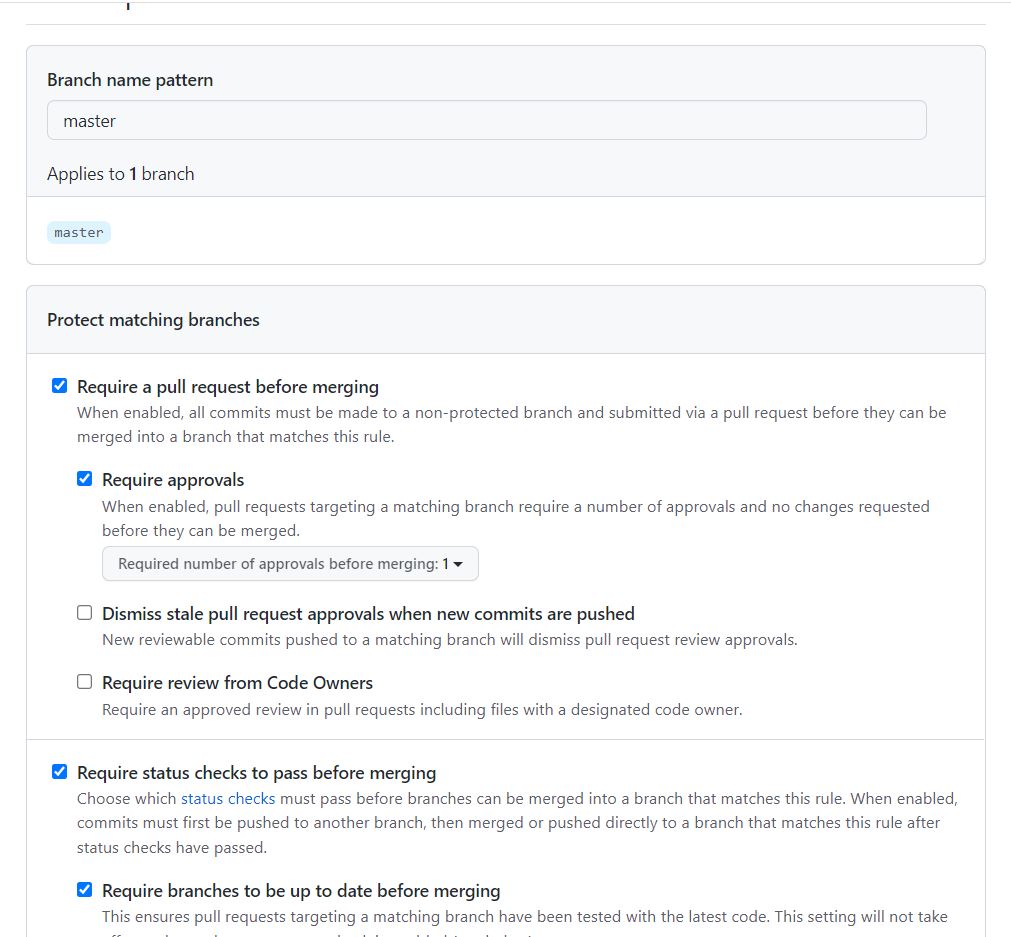 Branch name pattern
master
Applies to 1 branch
master
Protect matching branches
Require a pull request before merging
When enabled, all commits must be made to a non-protected branch and submitted via a pull request before they can be
merged into a branch that matches this rule.
Require approvals
When enabled, pull requests targeting a matching branch require a number of approvals and no changes requested
before they can be merged.
Required number of approvals before merging: 1
Dismiss stale pull request approvals when new commits are pushed
New reviewable commits pushed to a matching branch will dismiss pull request review approvals.
Require review from Code Owners
Require an approved review in pull requests including files with a designated code owner.
Require status checks to pass before merging
Choose which status checks must pass before branches can be merged into a branch that matches this rule. When enabled,
commits must first be pushed to another branch, then merged or pushed directly to a branch that matches this rule after
status checks have passed.
Require branches to be up to date before merging
This ensures pull requests targeting a matching branch have been tested with the latest code. This setting will not take